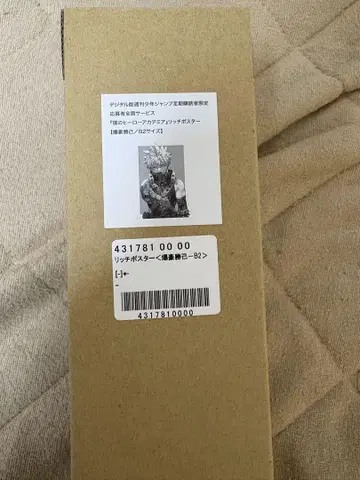 デジタル版週刊少年ジャンプ定期購読者限定
応募者全員サービス
『僕のヒーローアカデミア』リッチポスター
【爆豪勝己／B2サイズ】
431781 00 00
リッチポスター＜爆豪勝己－B2＞
[-]*-
-
4317810000